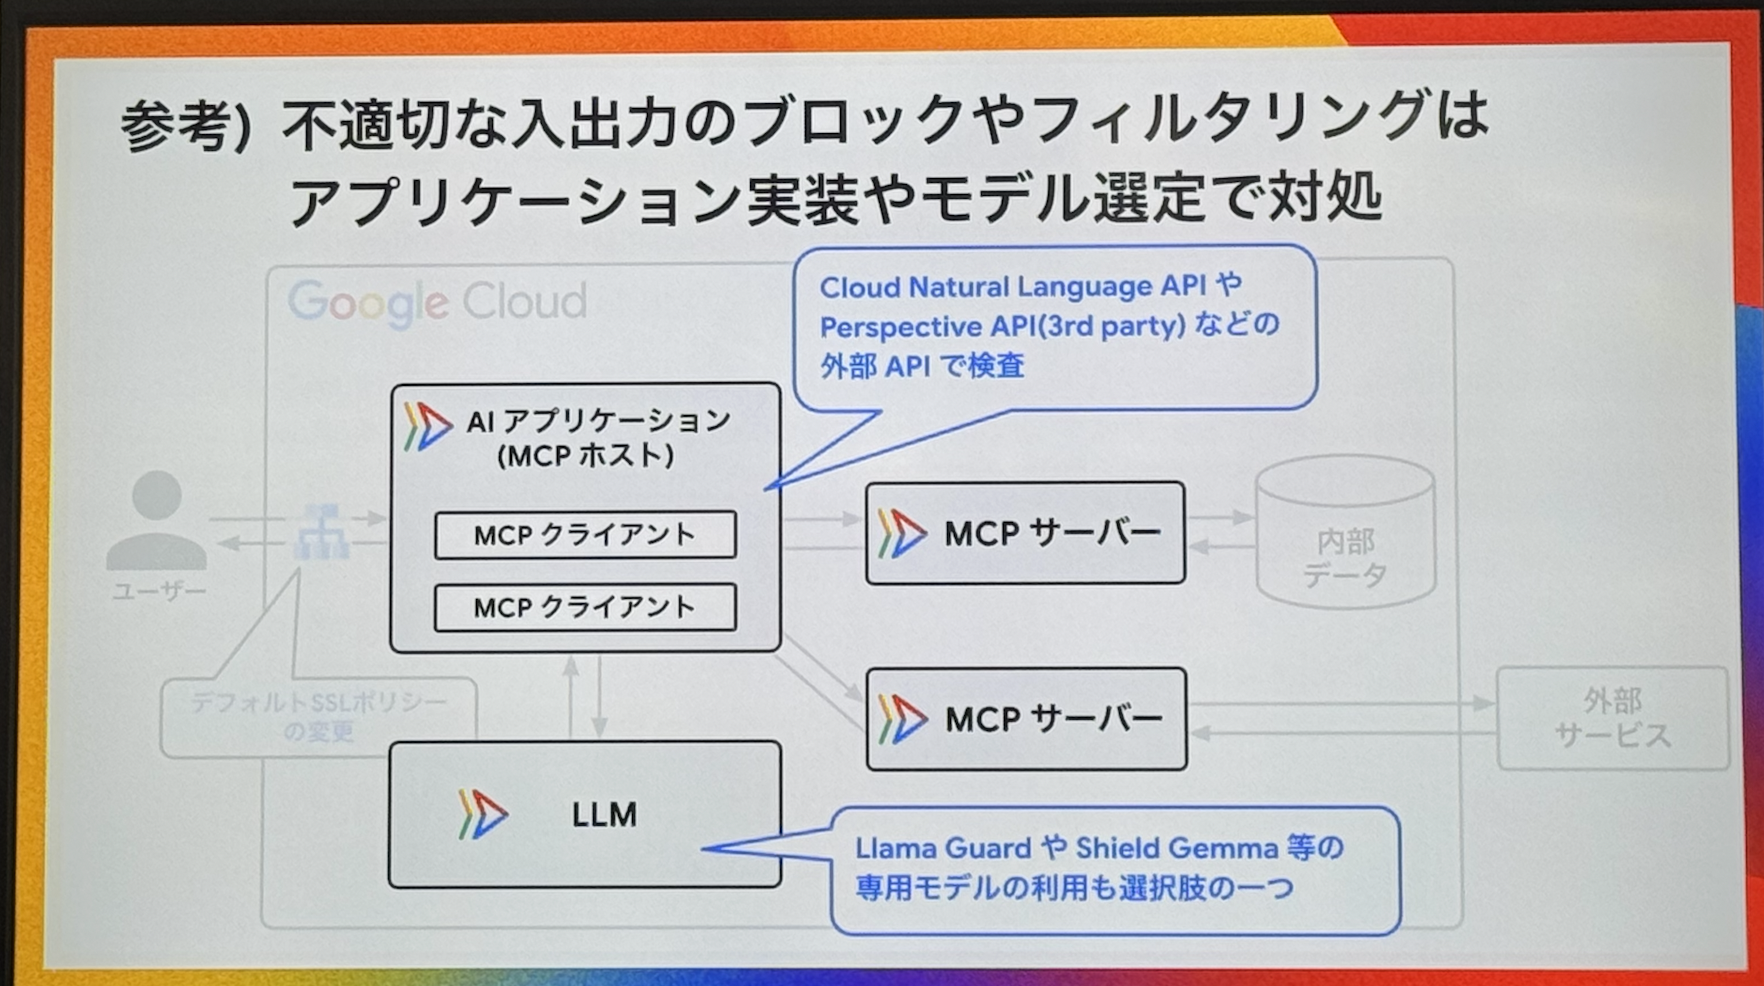 参考) 不適切な入出力のブロックやフィルタリングは
アプリケーション実装やモデル選定で対処
Google Cloud
Cloud Natural Language API や
Perspective API(3rd party) などの
外部 API で検査
AI アプリケーション
(MCP ホスト)
MCP クライアント
MCP クライアント
MCP サーバー
内部
データ
ユーザー
デフォルトSSLポリシー
の変更
MCP サーバー
外部
サービス
LLM
Llama Guard や Shield Gemma 等の
専用モデルの利用も選択肢の一つ